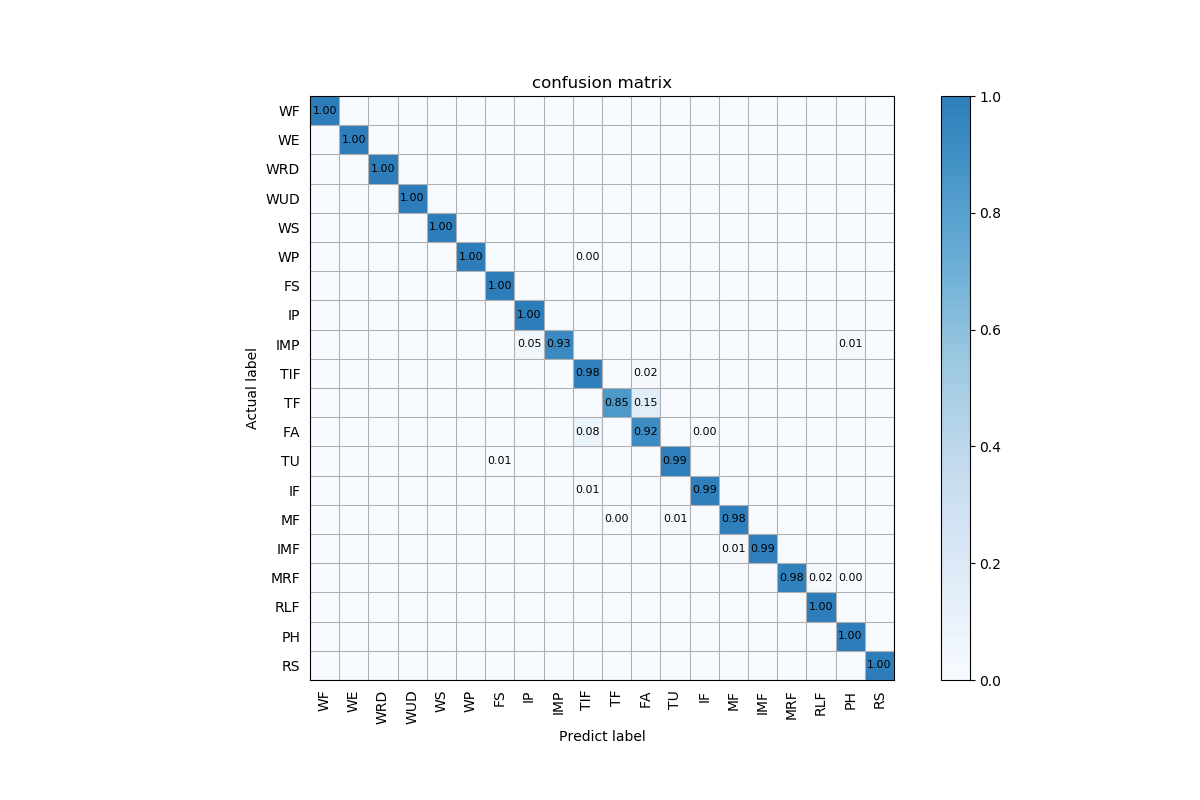 confusion matrix
WF 1.00
WE 1.00
WRD 1.00
WUD 1.00
WS 1.00
WP 1.00 0.00
FS 1.00
IP 1.00
IMP 0.05 0.93 0.01
TIF 0.98 0.02
TF 0.85 0.15
FA 0.08 0.92 0.00
TU 0.01 0.99
IF 0.01 0.99
MF 0.00 0.01 0.98
IMF 0.01 0.99
MRF 0.98 0.02 0.00
RLF 1.00
PH 1.00
RS 1.00
Actual label
WF WE WRD WUD WS WP FS IP IMP TIF TF FA TU IF MF IMF MRF RLF PH RS
Predict label
1.0
0.8
0.6
0.4
0.2
0.0